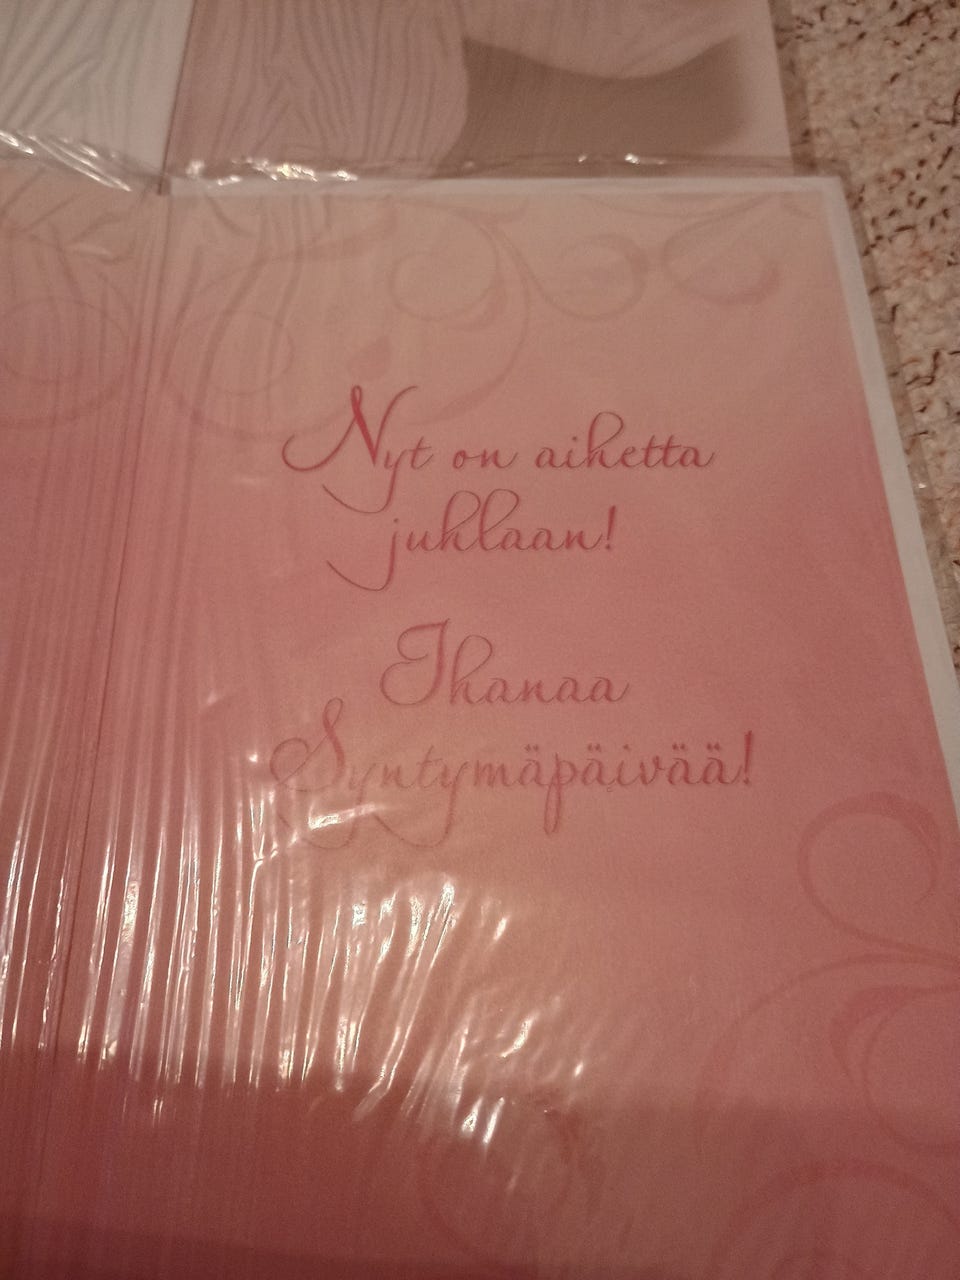 Nyt on aihetta
juhlaan!
Ihanaa
Syntymäpäivää!